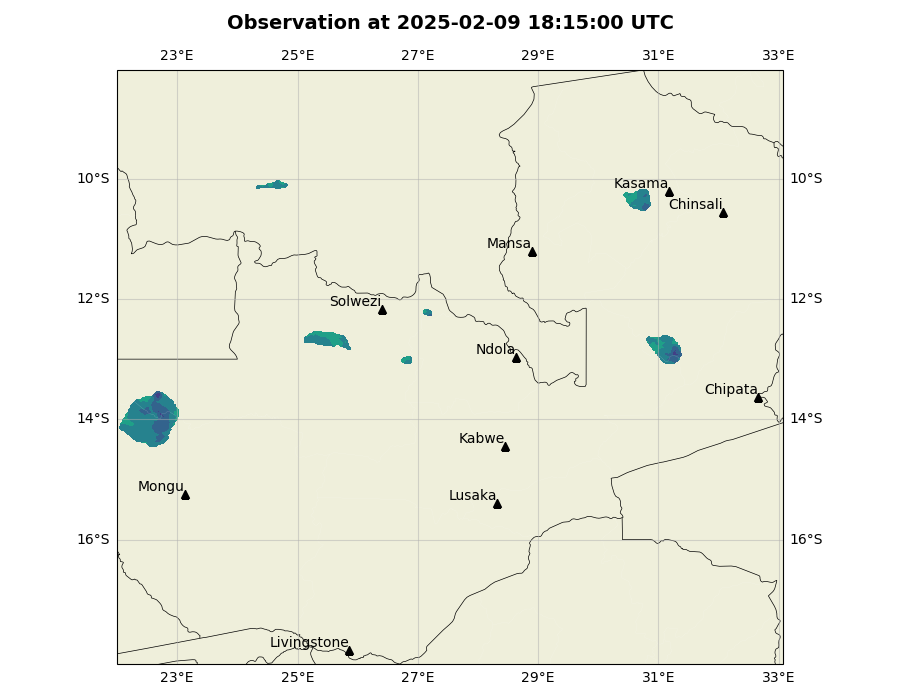 Observation at 2025-02-09 18:15:00 UTC
23°E 25°E 27°E 29°E 31°E 33°E
10°S 10°S
Kasama
Chinsali
Mansa
12°S 12°S
Solwezi
Ndola
Chipata
14°S 14°S
Kabwe
Mongu
Lusaka
16°S 16°S
Livingstone
23°E 25°E 27°E 29°E 31°E 33°E